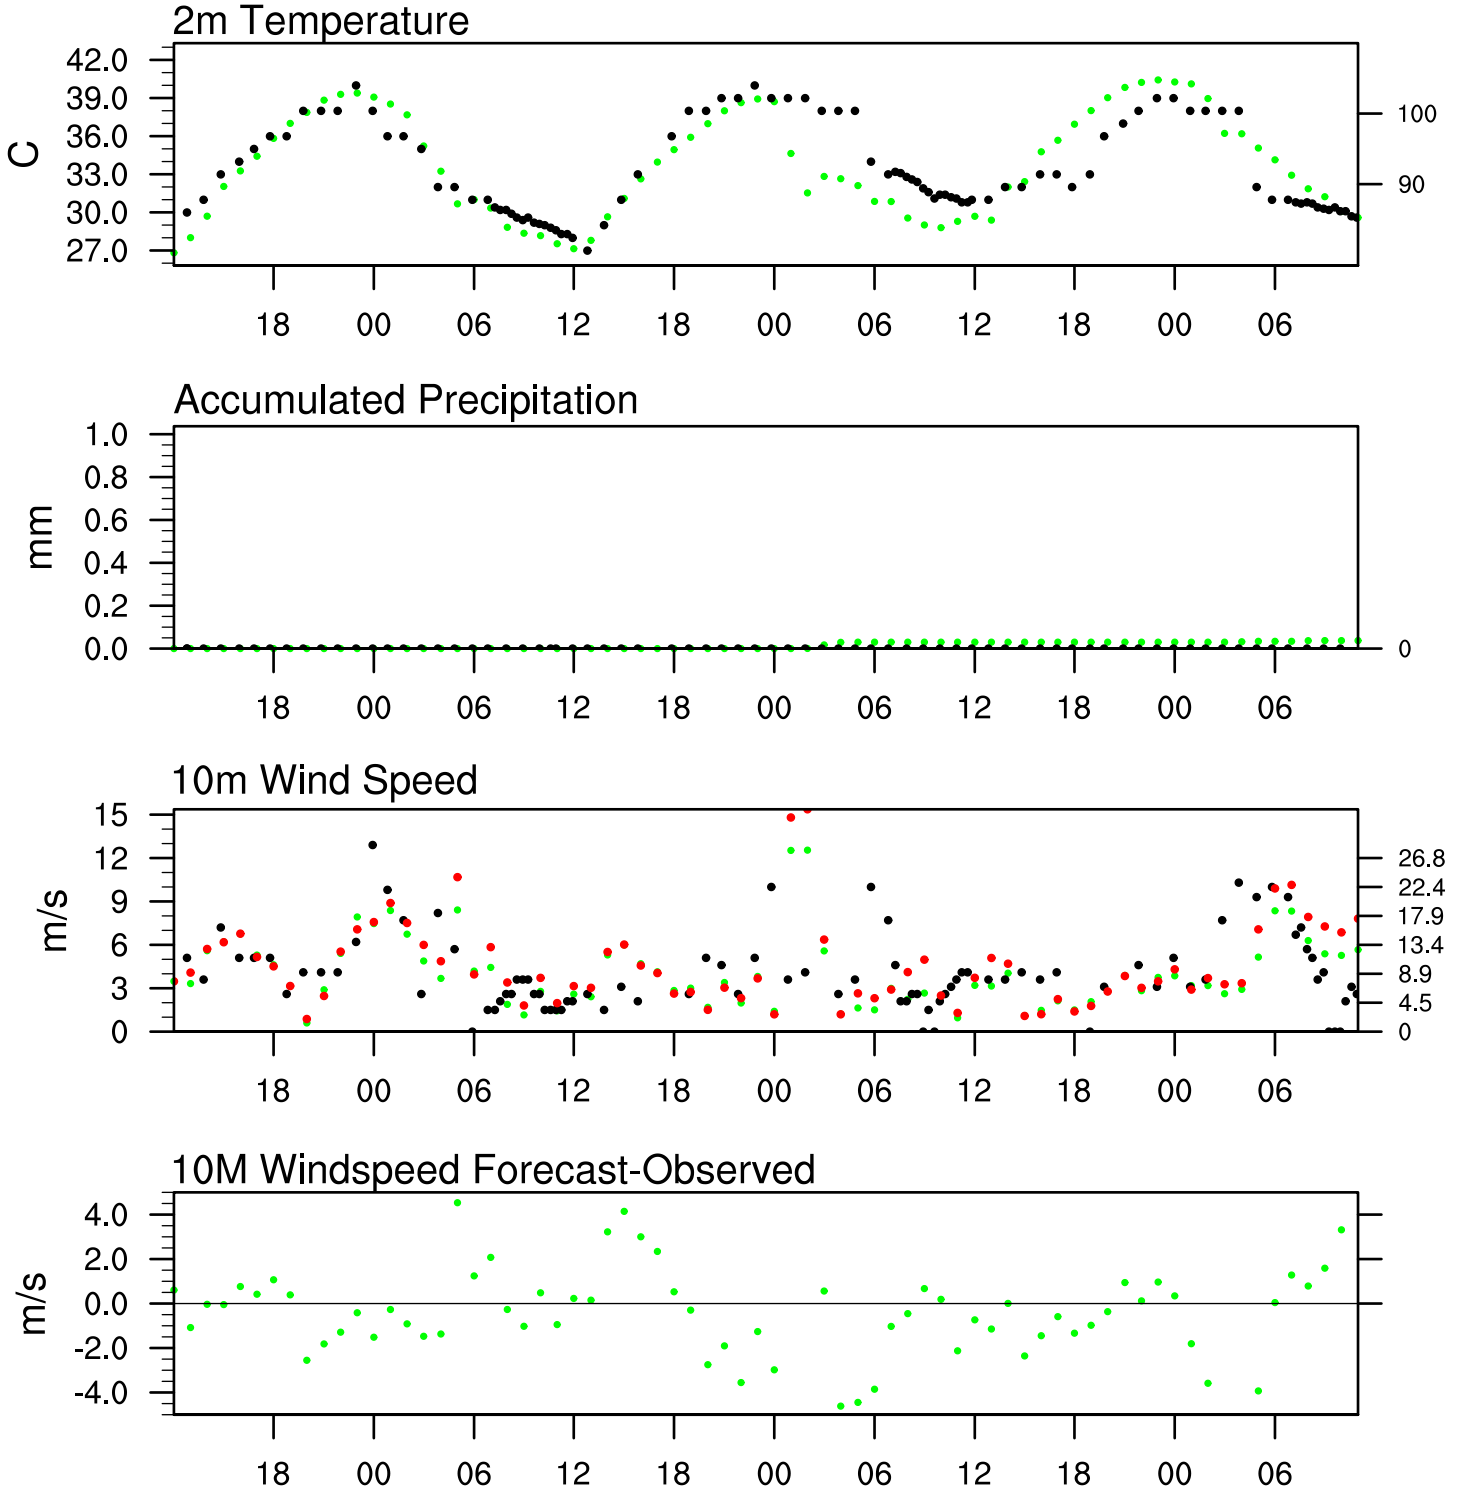 2m Temperature
42.0
39.0
36.0
33.0
30.0
27.0
C
100
90
18 00 06 12 18 00 06 12 18 00 06
Accumulated Precipitation
1.0
0.8
0.6
0.4
0.2
0.0
mm
0
18 00 06 12 18 00 06 12 18 00 06
10m Wind Speed
15
12
9
6
3
0
m/s
26.8
22.4
17.9
13.4
8.9
4.5
0
18 00 06 12 18 00 06 12 18 00 06
10M Windspeed Forecast-Observed
4.0
2.0
0.0
-2.0
-4.0
m/s
18 00 06 12 18 00 06 12 18 00 06